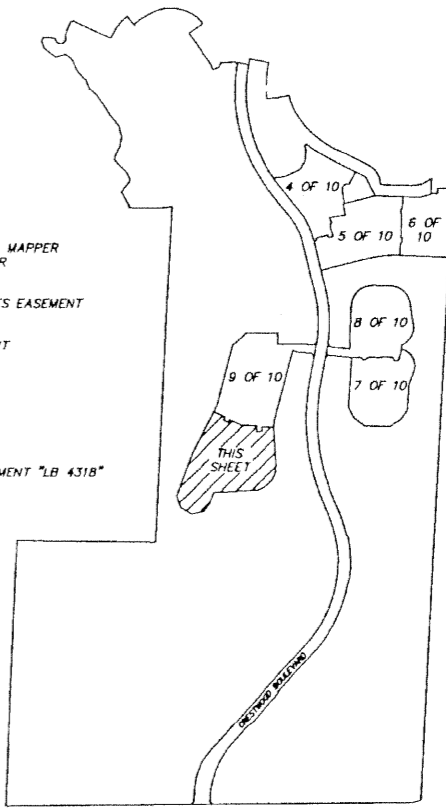 4 OF 10
5 OF 10
6 OF
10
MAPPER
R
TS EASEMENT
T
8 OF 10
7 OF 10
9 OF 10
THIS
SHEET
MENT "LB 4318"
CRESTWOOD BOULEVARD